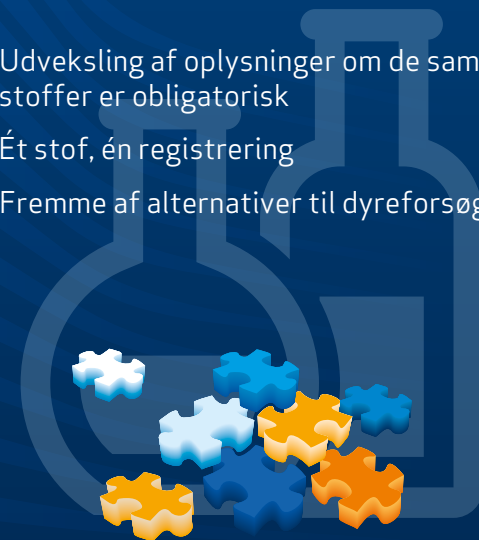 Udveksling af oplysninger om de sam
stoffer er obligatorisk
Ét stof, én registrering
Fremme af alternativer til dyreforsøg